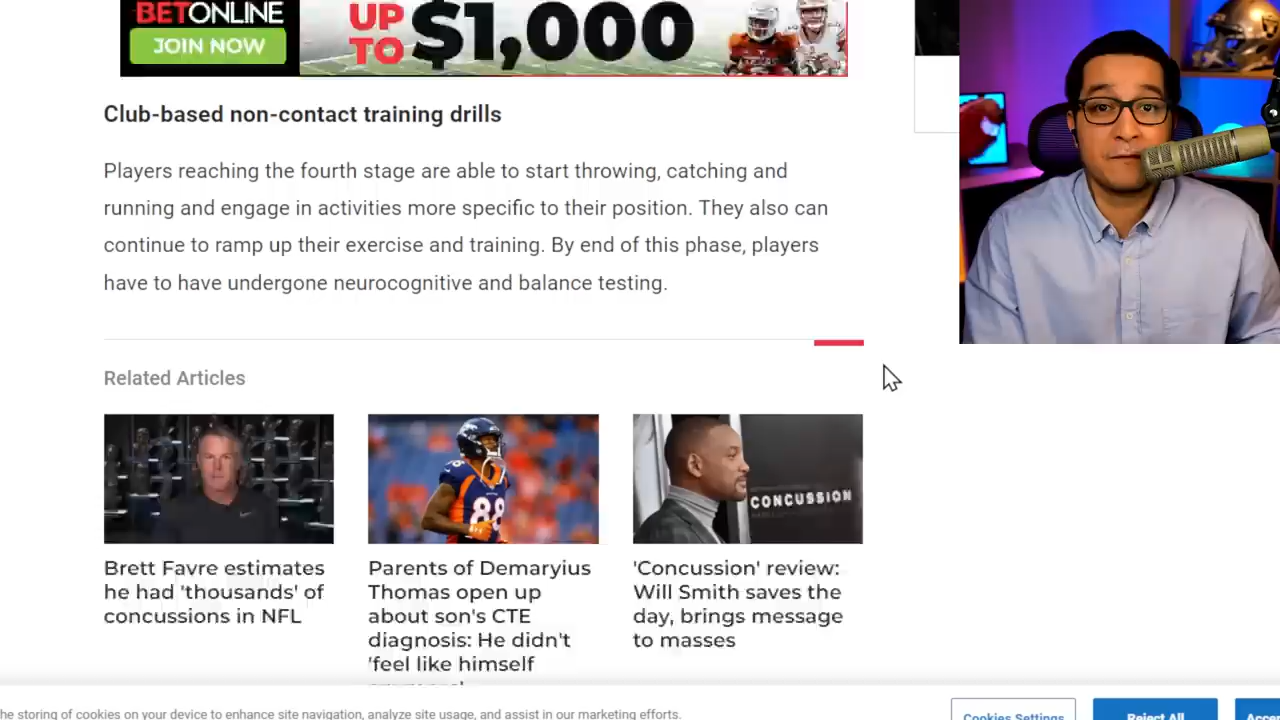 BETONLINE
JOIN NOW
UP
TO
$1,000
Club-based non-contact training drills
Players reaching the fourth stage are able to start throwing, catching and
running and engage in activities more specific to their position. They also can
continue to ramp up their exercise and training. By end of this phase, players
have to have undergone neurocognitive and balance testing.
Related Articles
88
CONCUSSION
Brett Favre estimates
he had 'thousands' of
concussions in NFL
Parents of Demaryius
Thomas open up
about son's CTE
diagnosis: He didn't
'feel like himself
'Concussion' review:
Will Smith saves the
day, brings message
to masses
he storing of cookies on your device to enhance site navigation, analyze site usage, and assist in our marketing efforts.
Cookies Settings
Reject All